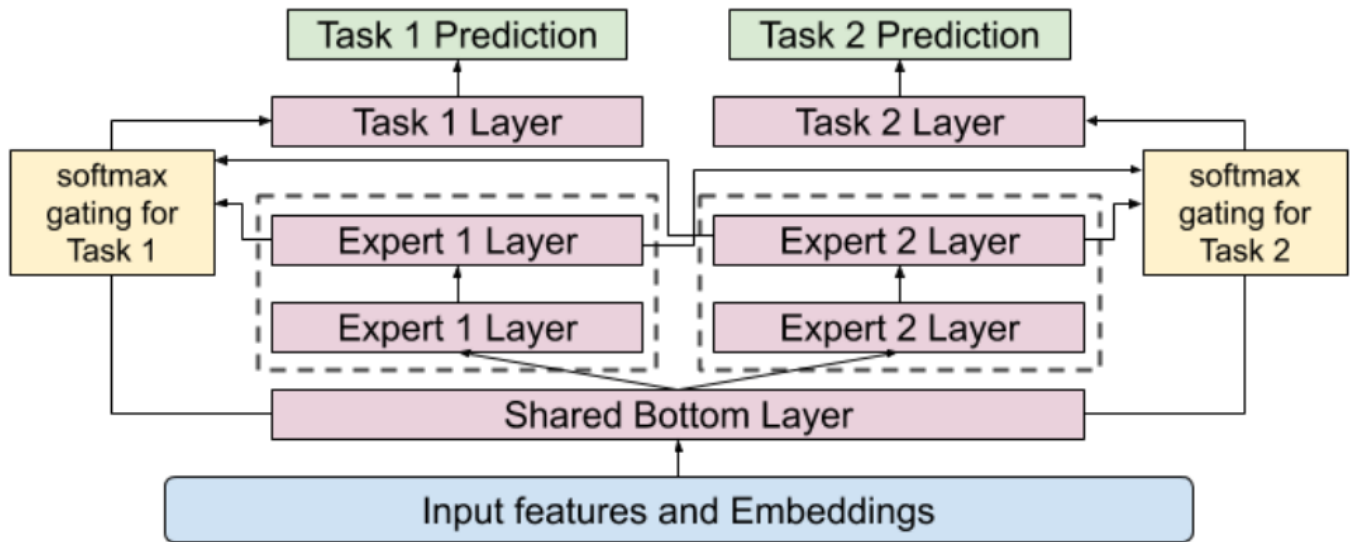 Task 1 Prediction
Task 2 Prediction
Task 1 Layer
Task 2 Layer
softmax
gating for
Task 1
softmax
gating for
Task 2
Expert 1 Layer
Expert 2 Layer
Expert 1 Layer
Expert 2 Layer
Shared Bottom Layer
Input features and Embeddings